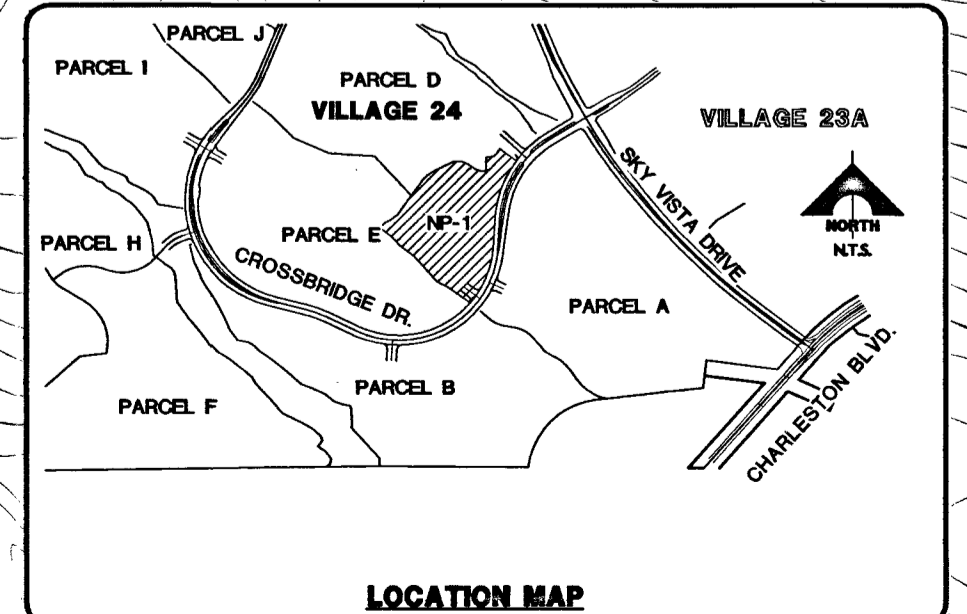 PARCEL J
PARCEL I
PARCEL D
VILLAGE 24
VILLAGE 23A
SKY VISTA DRIVE
NORTH
N.T.S.
NP-1
PARCEL E
PARCEL H
CROSSBRIDGE DR.
PARCEL A
CHARLESTON BLVD.
PARCEL B
PARCEL F
LOCATION MAP